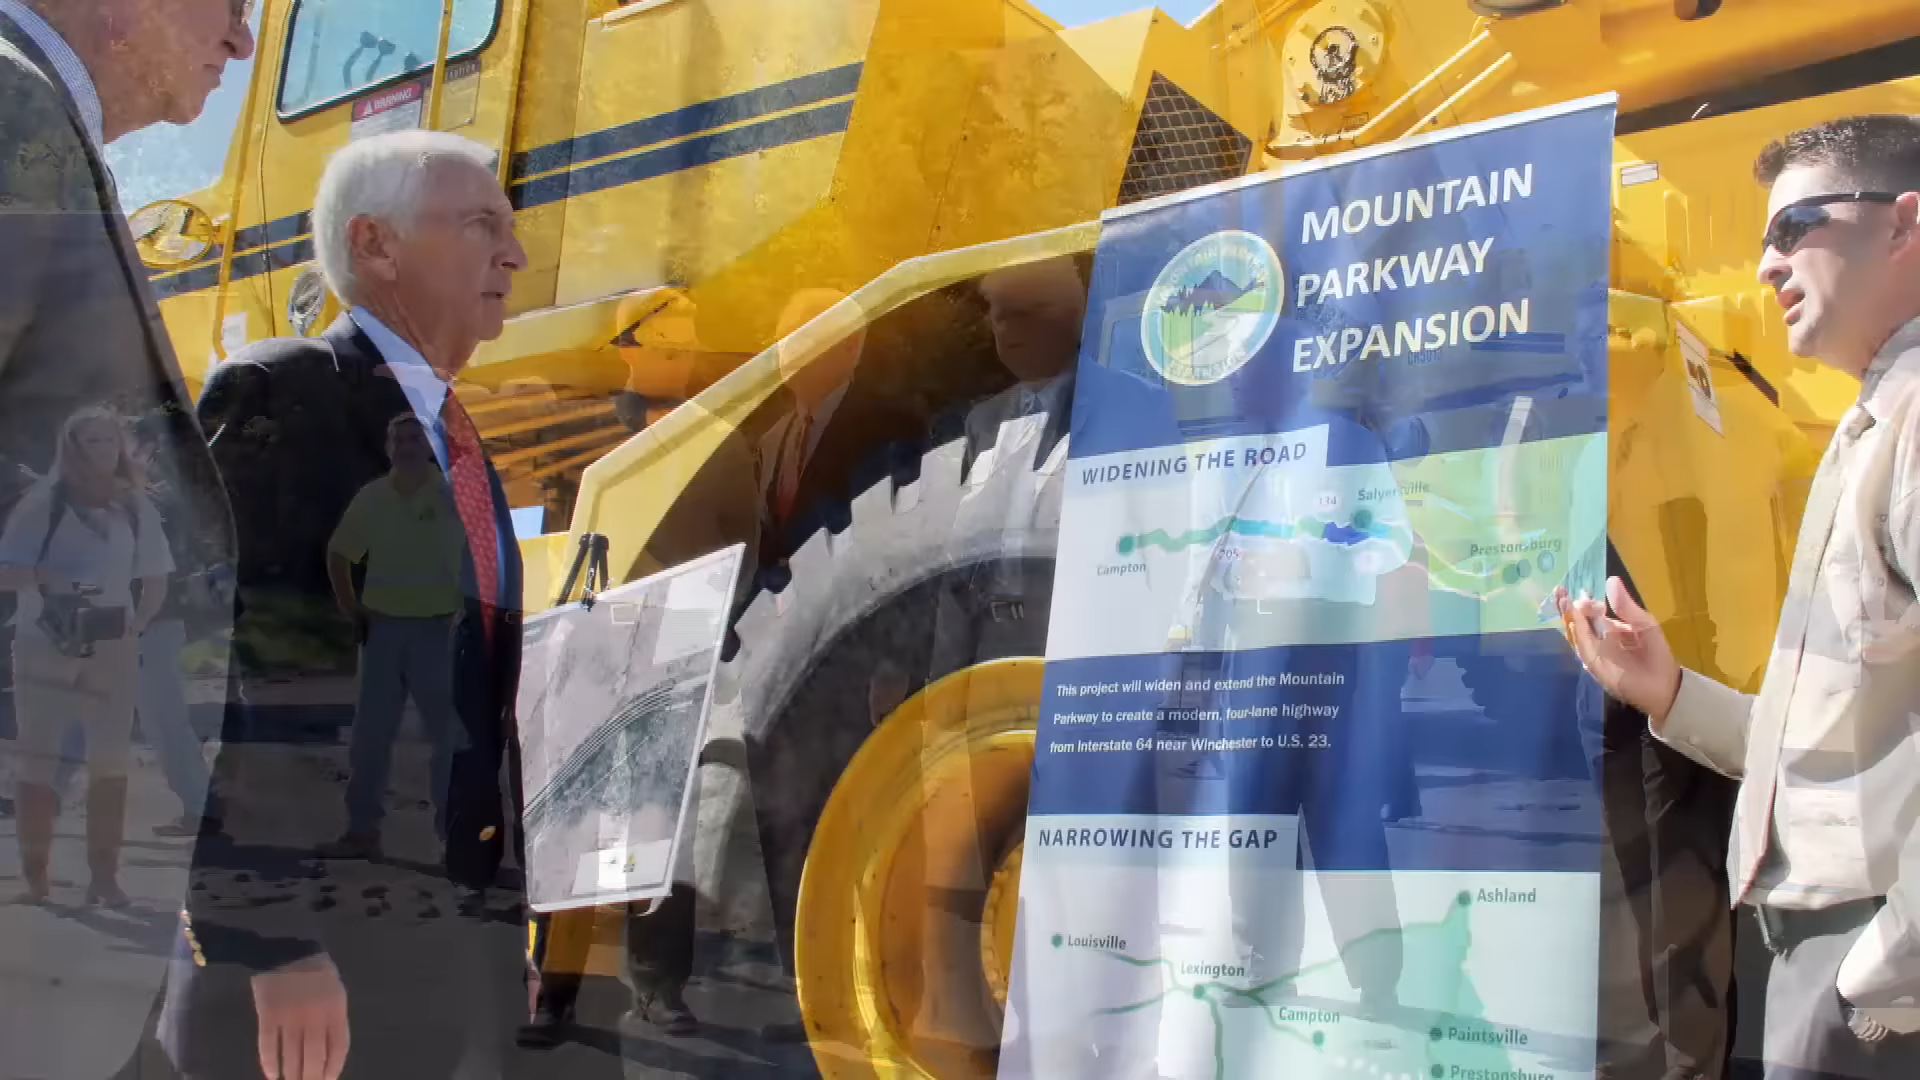 WARNING
MOUNTAIN
PARKWAY
EXPANSION
WIDENING THE ROAD
Salyersville
Prestonsburg
Campton
This project will widen and extend the Mountain
Parkway to create a modern, four-lane highway
from Interstate 64 near Winchester to U.S. 23.
NARROWING THE GAP
Ashland
Louisville
Lexington
Campton
Paintsville
Prestonsburg